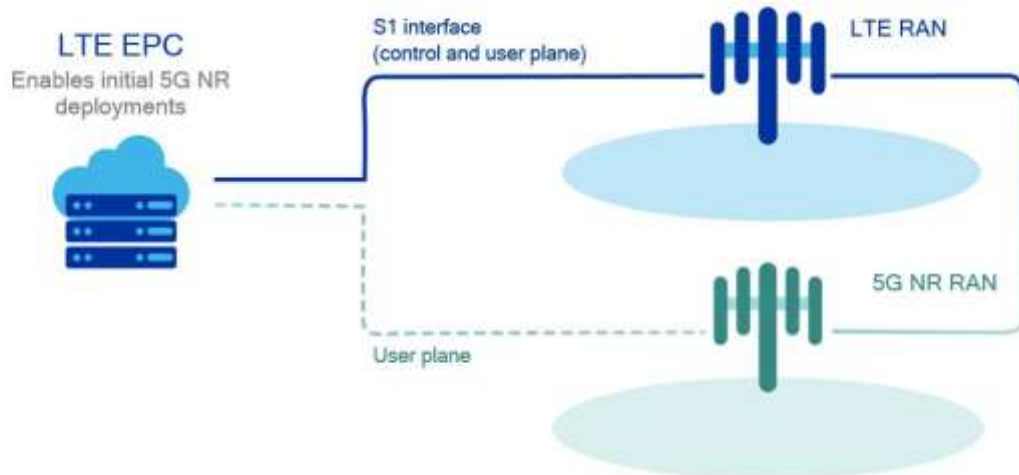 LTE EPC
Enables initial 5G NR
deployments
S1 interface
(control and user plane)
LTE RAN
5G NR RAN
User plane